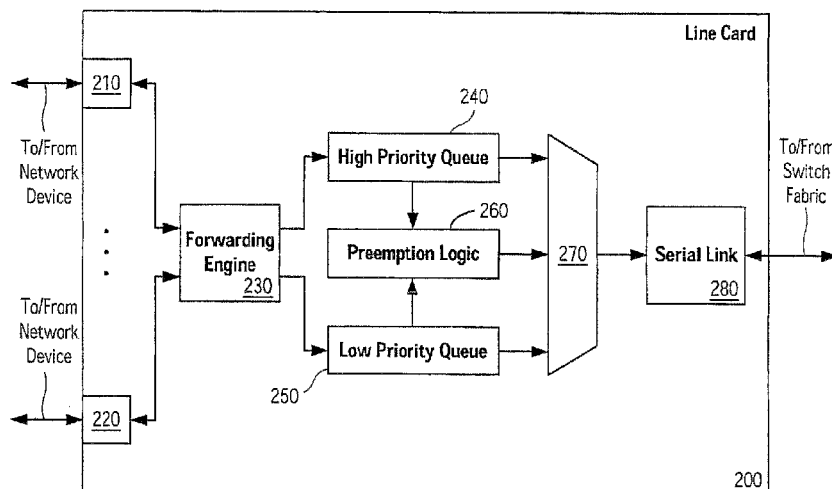 Line Card
210
To/From
Network
Device
240
High Priority Queue
To/From
Switch
Fabric
260
Forwarding
Engine
230
Preemption Logic
270
Serial Link
280
To/From
Network
Device
Low Priority Queue
250
220
200